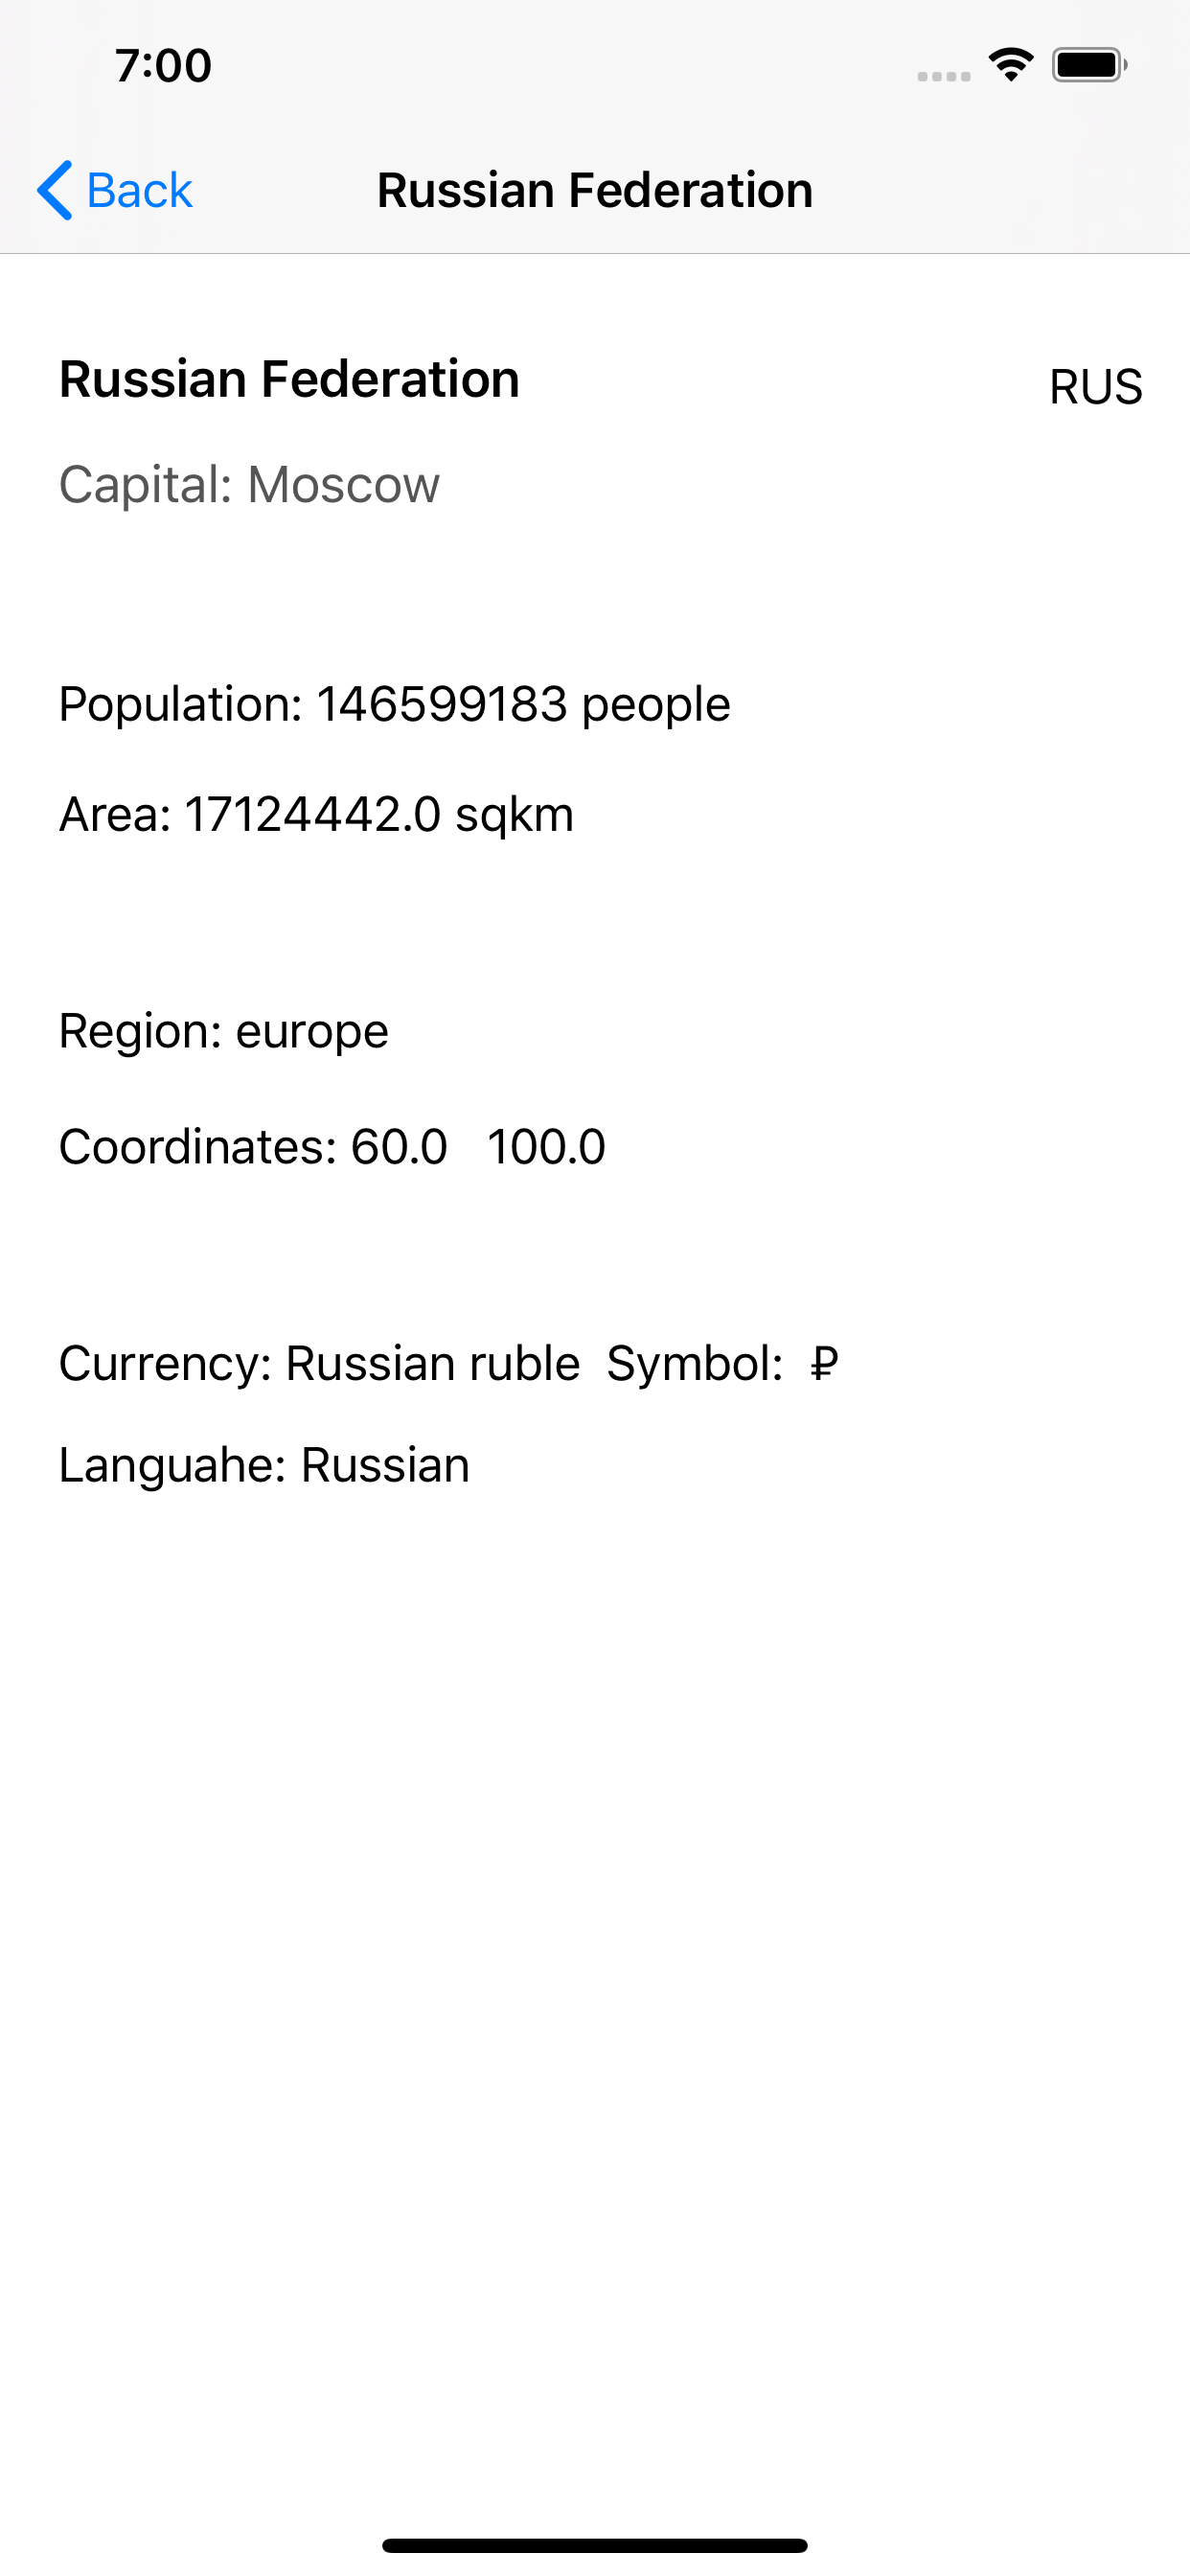 7:00
Back
Russian Federation
Russian Federation
RUS
Capital: Moscow
Population: 146599183 people
Area: 17124442.0 sqkm
Region: europe
Coordinates: 60.0   100.0
Currency: Russian ruble  Symbol:  ₽
Languahe: Russian